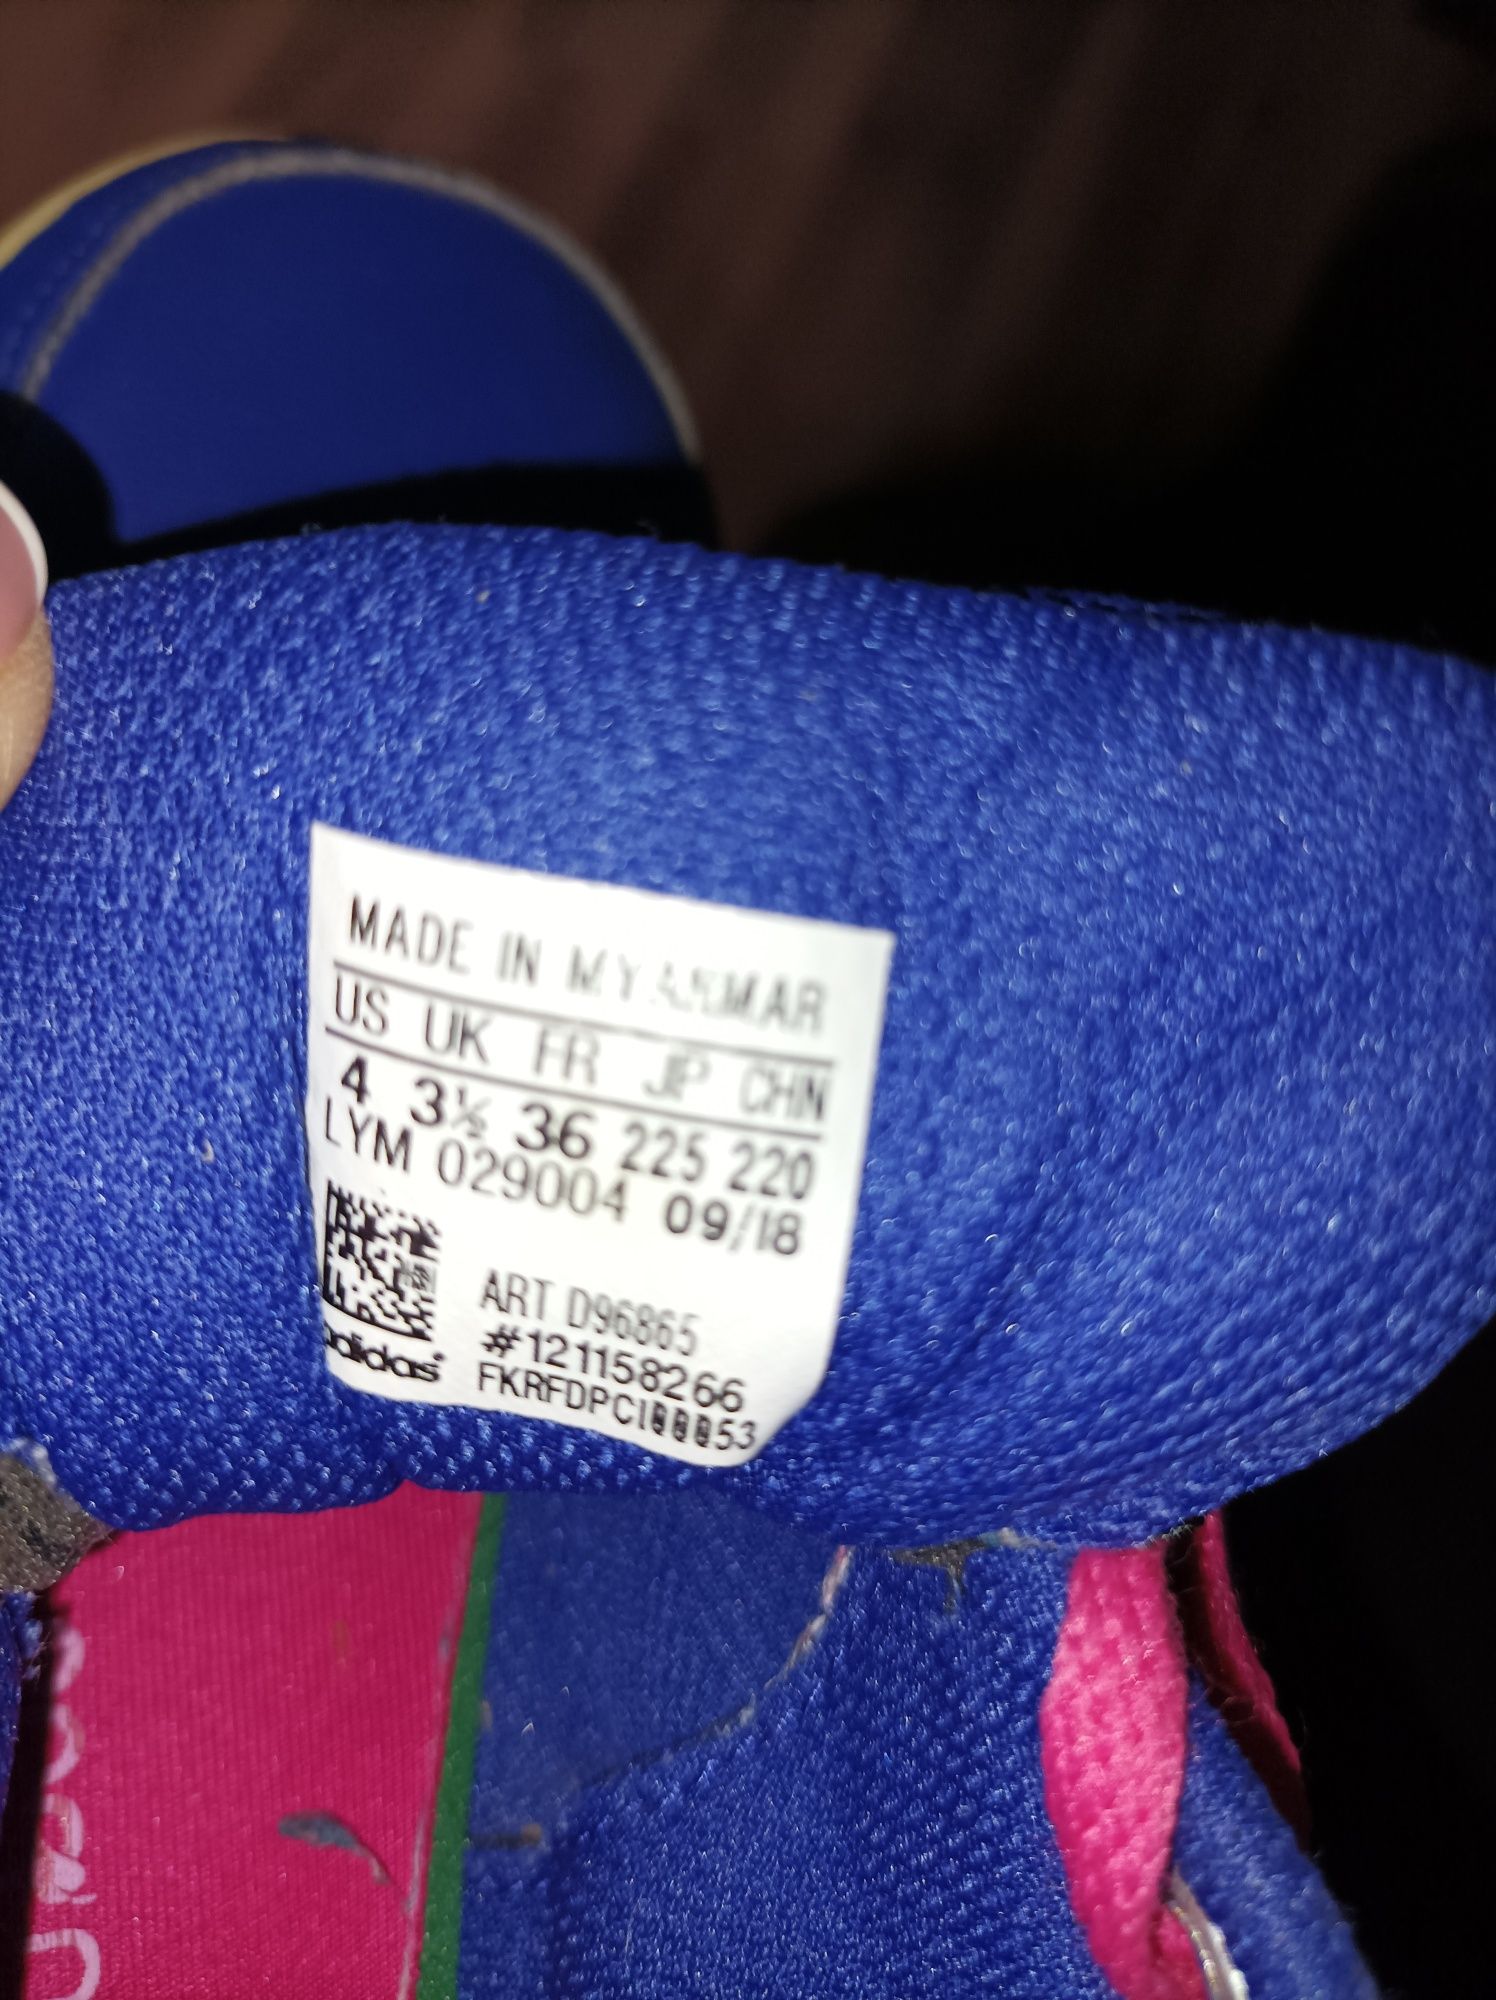 MADE IN MYANMAR
US UK FR JP CHN
4 3½ 36 225 220
LYM 029004 09/18
ART D96865
#121158266
adidas